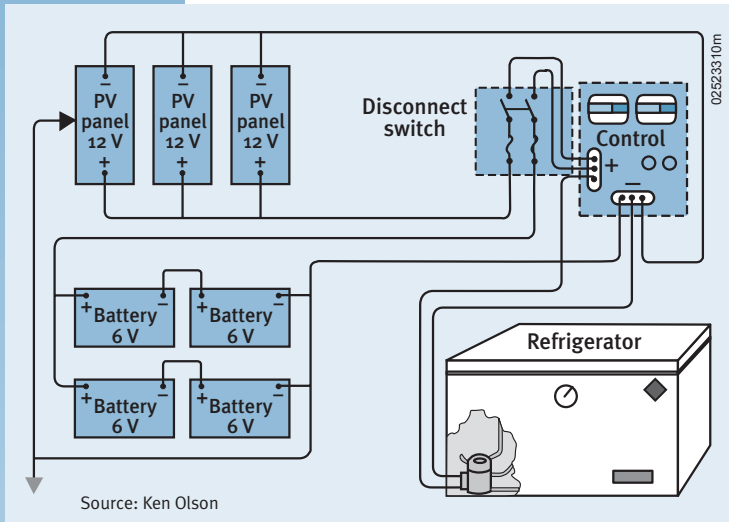 −
−
−
PV
panel
12 V
+
PV
panel
12 V
+
PV
panel
12 V
+
Disconnect
switch
Control
+
−
02523310m
+
−
Battery
6 V
+
−
Battery
6 V
+
−
Battery
6 V
+
−
Battery
6 V
Refrigerator
Source: Ken Olson